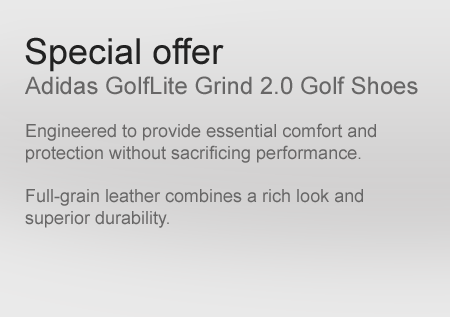 Special offer
Adidas GolfLite Grind 2.0 Golf Shoes
Engineered to provide essential comfort and
protection without sacrificing performance.
Full-grain leather combines a rich look and
superior durability.